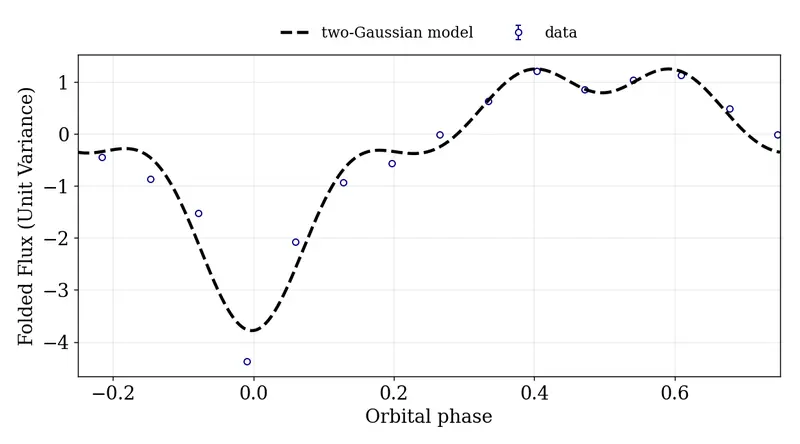 two-Gaussian model data
Folded Flux (Unit Variance)
1
0
−1
−2
−3
−4
−0.2 0.0 0.2 0.4 0.6
Orbital phase